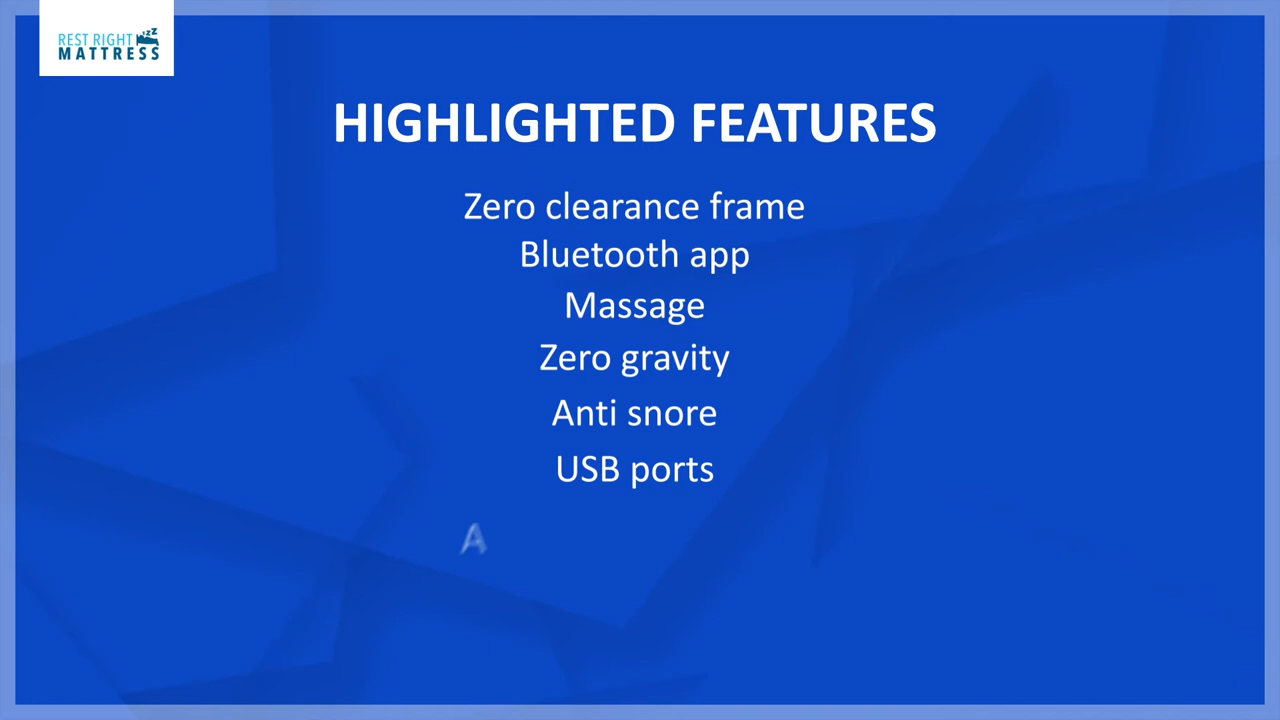 REST RIGHT
MATTRESS
HIGHLIGHTED FEATURES
Zero clearance frame
Bluetooth app
Massage
Zero gravity
Anti snore
USB ports
A